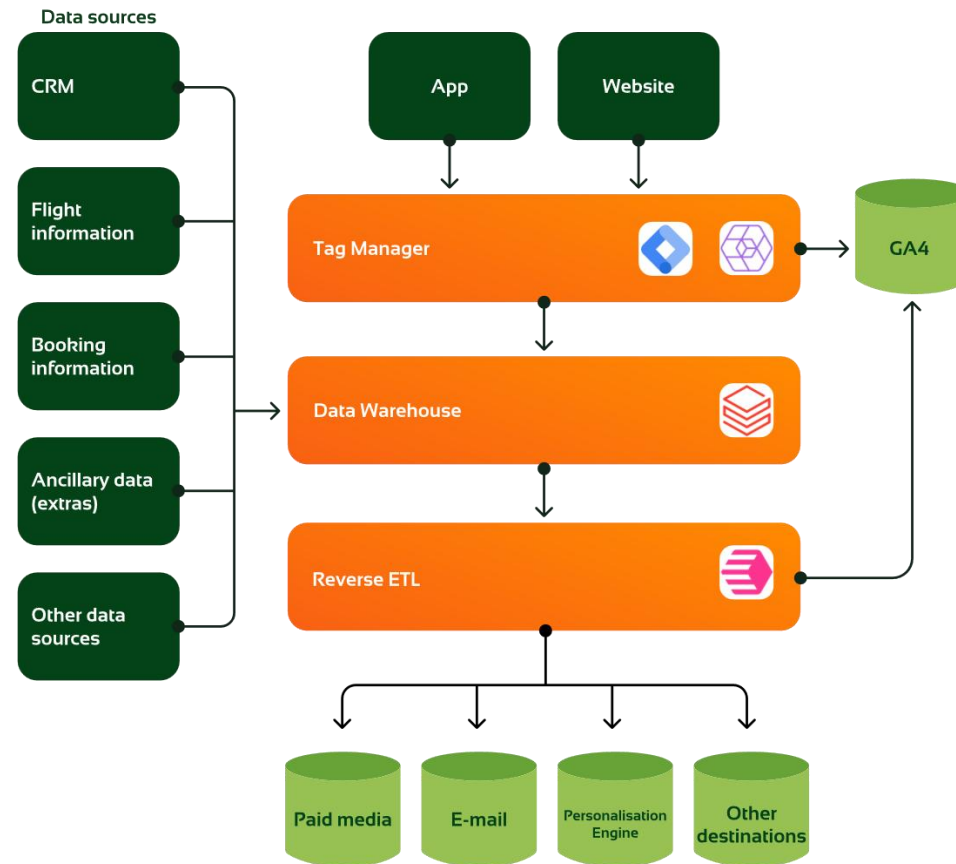 Data sources
CRM
Flight
information
Booking
information
Ancillary data
(extras)
Other data
sources
App
Website
Tag Manager
GA4
Data Warehouse
Reverse ETL
Paid media
E-mail
Personalisation
Engine
Other
destinations